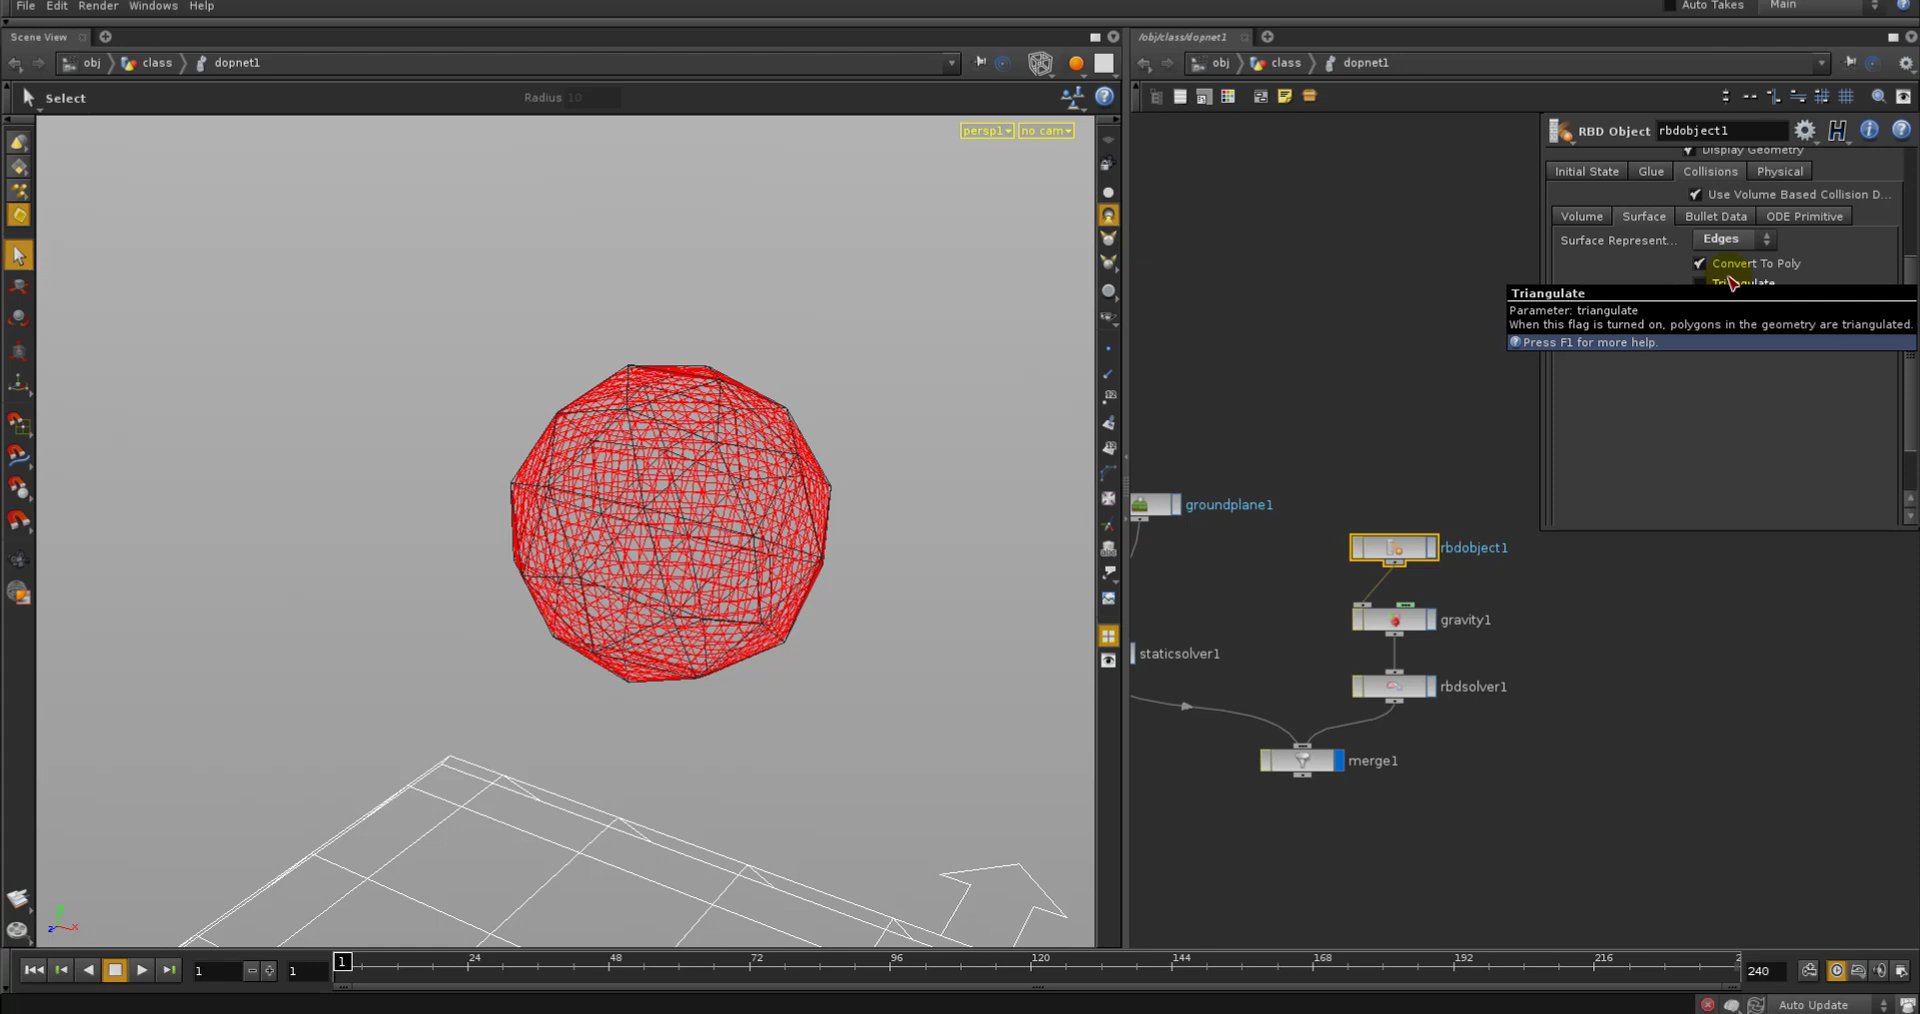 File Edit Render Windows Help
Auto Takes Main
Scene View
/obj/class/dopnet1
obj class dopnet1
obj class dopnet1
Select
Radius 10
persp1 no cam
RBD Object rbdobject1
Display Geometry
Initial State Glue Collisions Physical
Use Volume Based Collision D...
Volume Surface Bullet Data ODE Primitive
Surface Represent... Edges
Convert To Poly
Triangulate
Triangulate
Parameter: triangulate
When this flag is turned on, polygons in the geometry are triangulated.
Press F1 for more help.
groundplane1
rbdobject1
gravity1
staticsolver1
rbdsolver1
merge1
y
z x
1 1 1 24 48 72 96 120 144 168 192 216 2 240
Auto Update